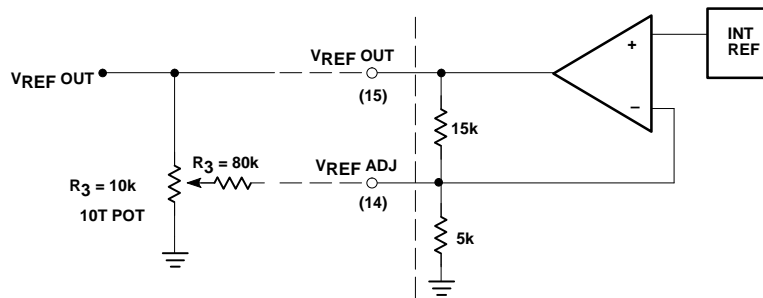 INT
REF
+
VREF OUT
VREF OUT
(15)
−
15k
R3 = 80k
VREF ADJ
R3 = 10k
(14)
10T POT
5k